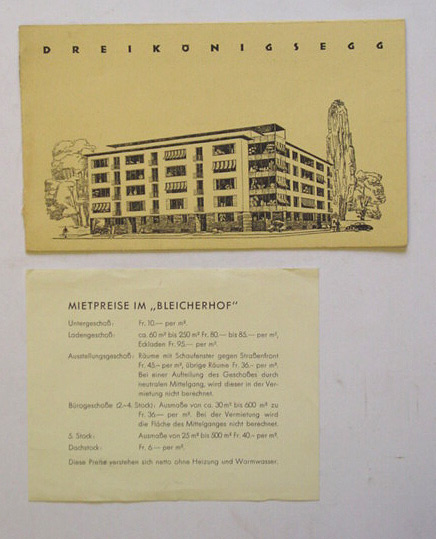 DREIKÖNIGSEGG
MIETPREISE IM „BLEICHERHOF"
Untergeschoß: Fr. 10.— per m².
Ladengeschoß: ca. 60 m² bis 250 m² Fr. 80.— bis 85.— per m²,
Eckladen Fr. 95.— per m².
Ausstellungsgeschoß: Räume mit Schaufenster gegen Straßenfront
Fr. 45.- per m², übrige Räume Fr. 36.- per m².
Bei einer Aufteilung des Geschoßes durch
neutralen Mittelgang, wird dieser in der Ver-
mietung nicht berechnet.
Bürogeschoße (2.–4. Stock): Ausmaße von ca. 30 m² bis 600 m² zu
Fr. 36.— per m². Bei der Vermietung wird
die Fläche des Mittelganges nicht berechnet.
5. Stock: Ausmaße von 25 m² bis 500 m² Fr. 40.- per m².
Dachstock: Fr. 6.— per m².
Diese Preise verstehen sich netto ohne Heizung und Warmwasser.